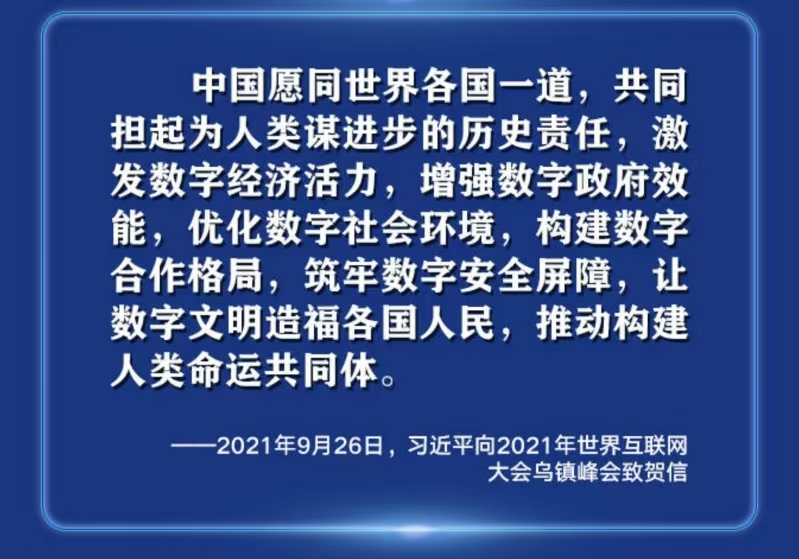 中国愿同世界各国一道，共同
担起为人类谋进步的历史责任，激
发数字经济活力，增强数字政府效
能，优化数字社会环境，构建数字
合作格局，筑牢数字安全屏障，让
数字文明造福各国人民，推动构建
人类命运共同体。
——2021年9月26日，习近平向2021年世界互联网
大会乌镇峰会致贺信